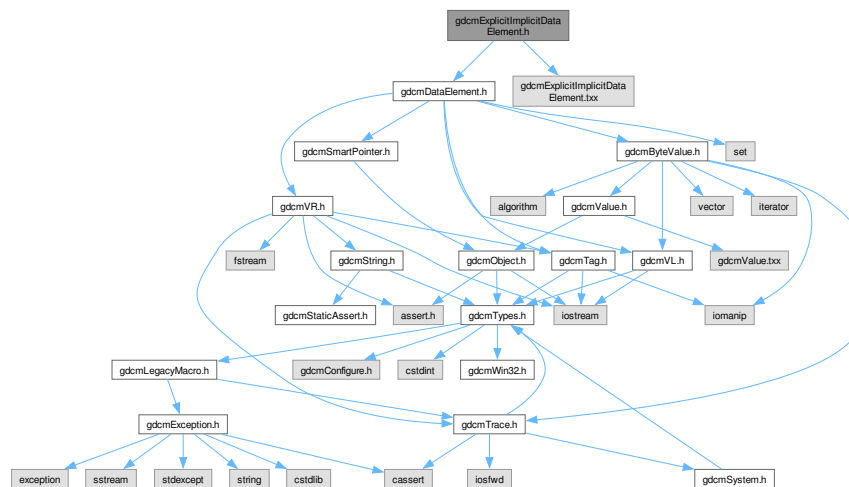 gdcmExplicitImplicitData
Element.h
gdcmDataElement.h
gdcmExplicitImplicitData
Element.txx
gdcmSmartPointer.h
gdcmByteValue.h
set
gdcmVR.h
algorithm
gdcmValue.h
vector
iterator
fstream
gdcmString.h
gdcmObject.h
gdcmTag.h
gdcmVL.h
gdcmValue.txx
gdcmStaticAssert.h
assert.h
gdcmTypes.h
iostream
iomanip
gdcmLegacyMacro.h
gdcmConfigure.h
cstdint
gdcmWin32.h
gdcmException.h
gdcmTrace.h
exception
sstream
stdexcept
string
cstdlib
cassert
iosfwd
gdcmSystem.h